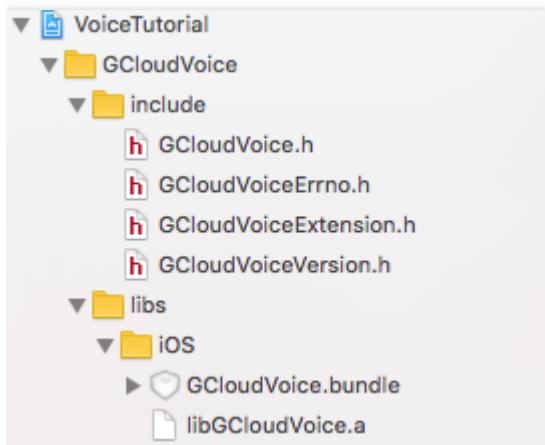 VoiceTutorial
GCloudVoice
include
h GCloudVoice.h
h GCloudVoiceErrno.h
h GCloudVoiceExtension.h
h GCloudVoiceVersion.h
libs
iOS
GCloudVoice.bundle
libGCloudVoice.a